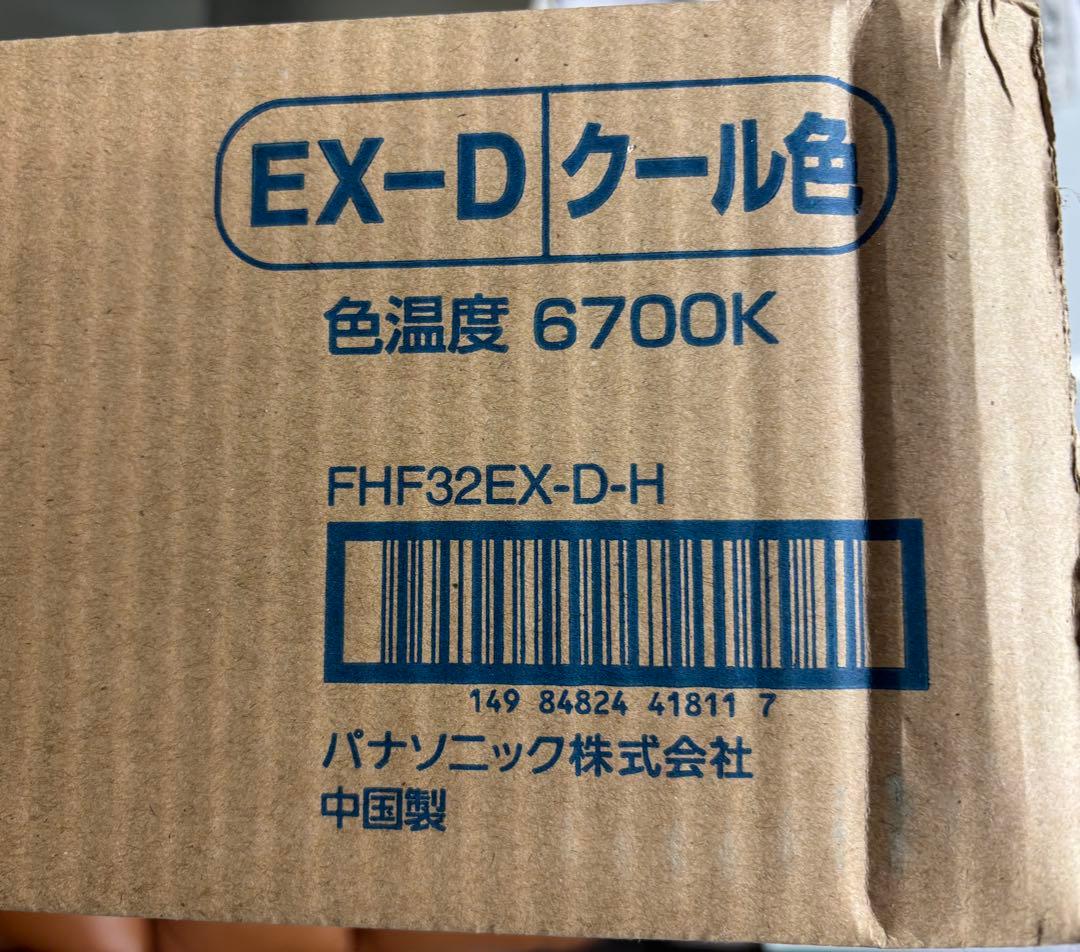 EX-D クール色
色温度 6700K
FHF32EX-D-H
149 84824 41811 7
パナソニック株式会社
中国製